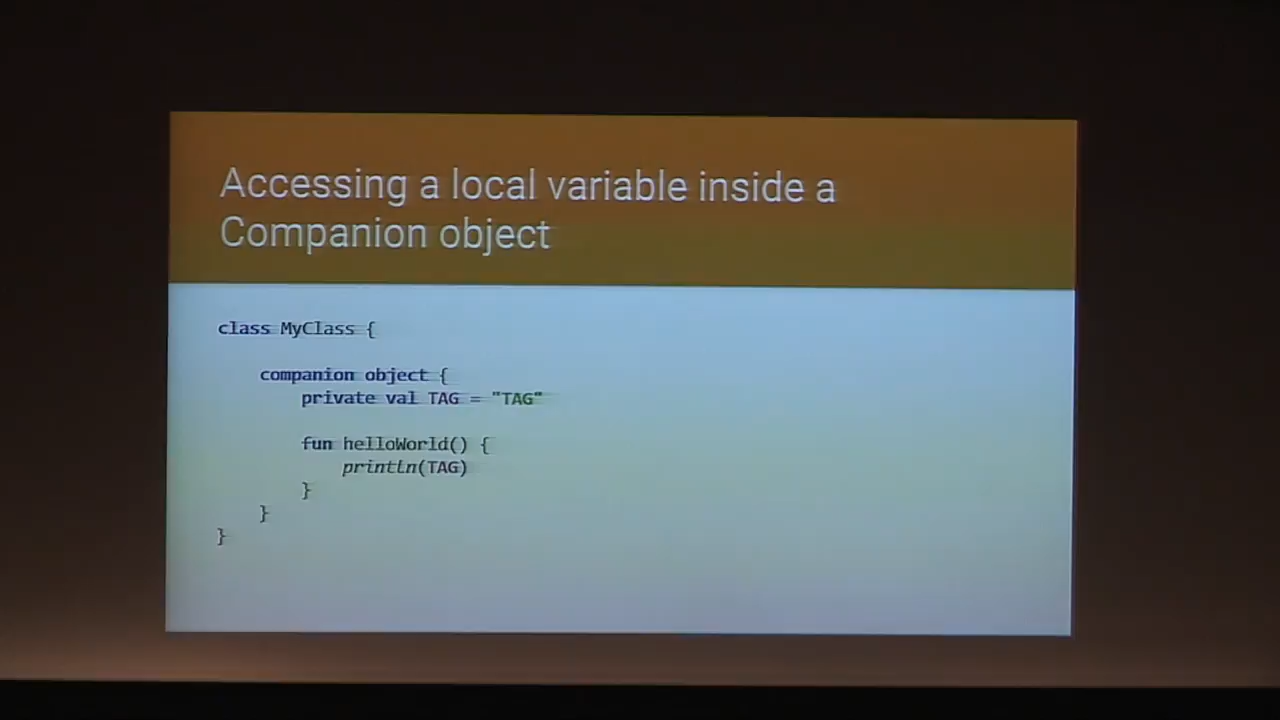 Accessing a local variable inside a
Companion object
class MyClass {
companion object {
private val TAG = "TAG"
fun helloWorld() {
println(TAG)
}
}
}